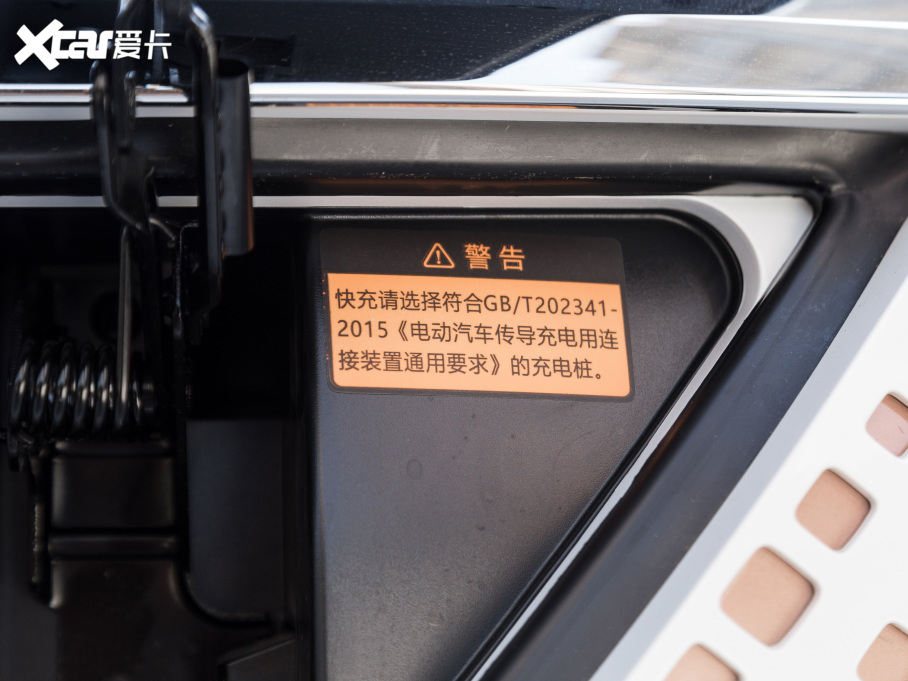 Xcar爱卡
警告
快充请选择符合GB/T202341-
2015《电动汽车传导充电用连
接装置通用要求》的充电桩。